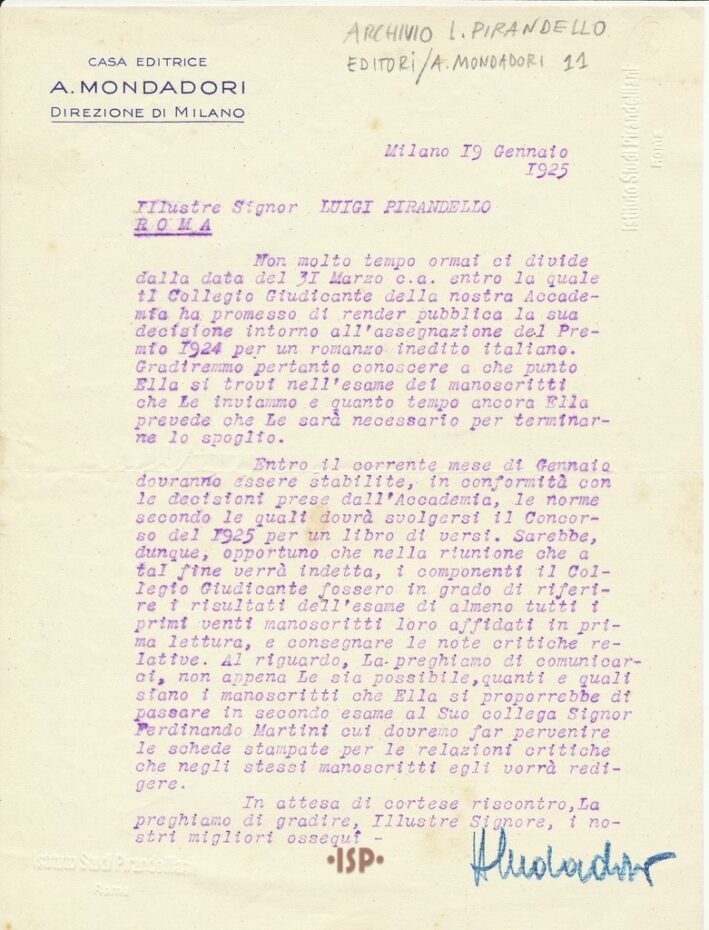 ARCHIVIO L. PIRANDELLO
EDITORI/A. MONDADORI 11
CASA EDITRICE
A. MONDADORI
DIREZIONE DI MILANO
Istituto Studi Pirandelliani
Roma
Milano I9 Gennaio
I925
Illustre Signor LUIGI PIRANDELLO
ROMA
Non molto tempo ormai ci divide
dalla data del 3I Marzo c.a. entro la quale
il Collegio Giudicante della nostra Accade-
mia ha promesso di render pubblica la sua
decisione intorno all'assegnazione del Pre-
mio I924 per un romanzo inedito italiano.
Gradiremmo pertanto conoscere a che punto
Ella si trovi nell'esame dei manoscritti
che Le inviammo e quanto tempo ancora Ella
prevede che Le sarà necessario per terminar-
ne lo spoglio.
Entro il corrente mese di Gennaio
dovranno essere stabilite, in conformità con
le decisioni prese dall'Accademia, le norme
secondo le quali dovrà svolgersi il Concor-
so del I925 per un libro di versi. Sarebbe,
dunque, opportuno che nella riunione che a
tal fine verrà indetta, i componenti il Col-
legio Giudicante fossero in grado di riferi-
re i risultati dell'esame di almeno tutti i
primi venti manoscritti loro affidati in pri-
ma lettura, e consegnare le note critiche re-
lative. Al riguardo, La preghiamo di comunicar-
ci, non appena Le sia possibile,quanti e quali
siano i manoscritti che Ella si proporrebbe di
passare in secondo esame al Suo collega Signor
Ferdinando Martini cui dovremo far pervenire
le schede stampate per le relazioni critiche
che negli stessi manoscritti egli vorrà redi-
gere.
In attesa di cortese riscontro,La
preghiamo di gradire, Illustre Signore, i no-
stri migliori ossequi -
AMondadori
•ISP•
Istituto Studi Pirandelliani
Roma